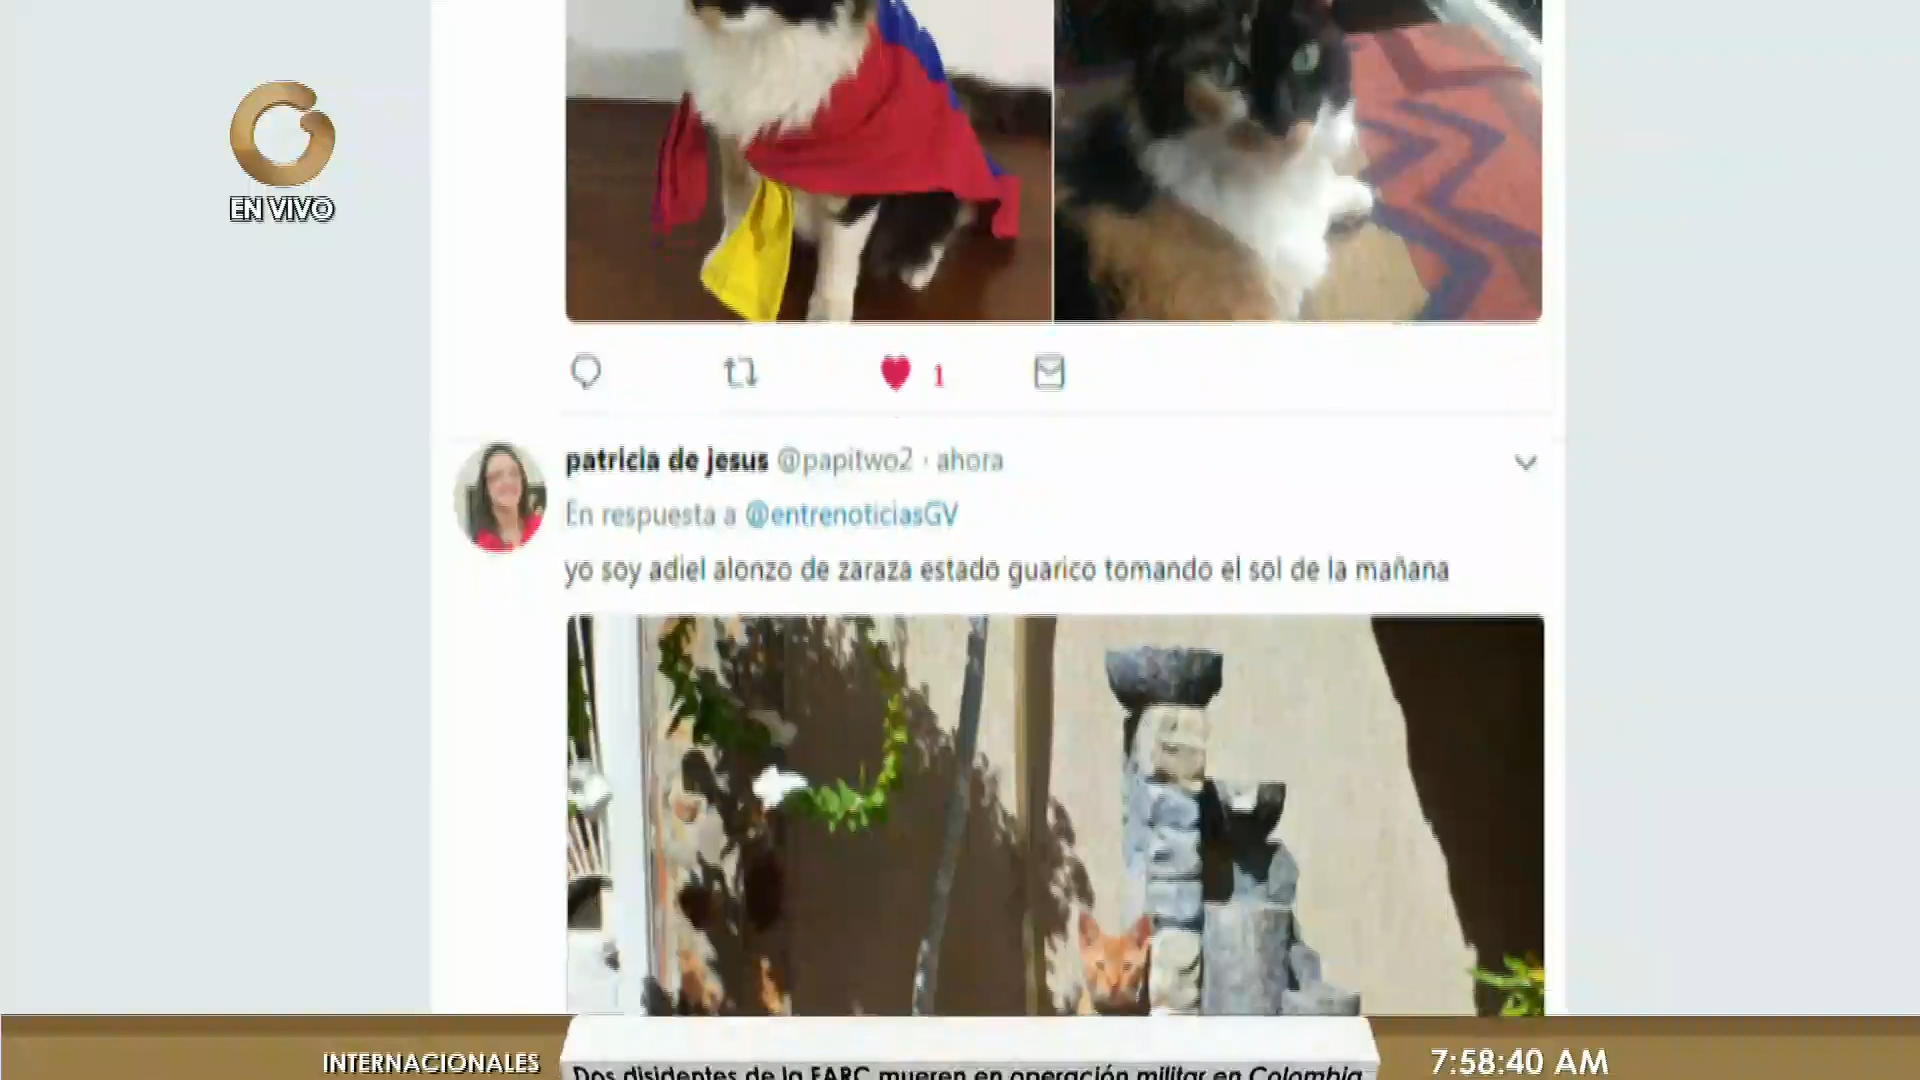 EN VIVO
1
patricia de jesus @papitwo2 · ahora
En respuesta a @entrenoticiasGV
yo soy adiel alonzo de zaraza estado guarico tomando el sol de la mañana
INTERNACIONALES
Dos disidentes de la FARC mueren en operación militar en Colombia
7:58:40 AM